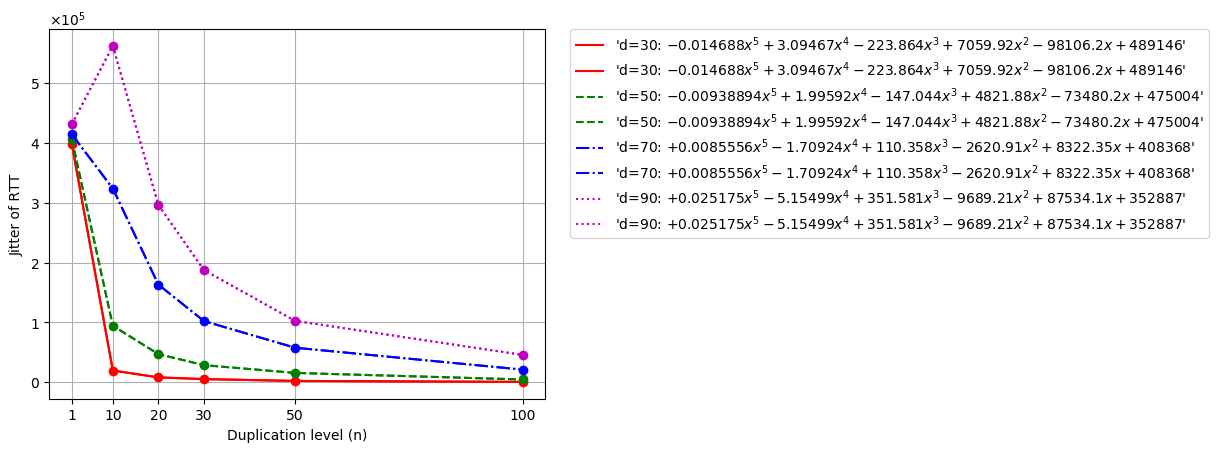 ×10⁵
Jitter of RTT
5
4
3
2
1
0
1 10 20 30 50 100
Duplication level (n)
'd=30: −0.014688x⁵ + 3.09467x⁴ − 223.864x³ + 7059.92x² − 98106.2x + 489146'
'd=30: −0.014688x⁵ + 3.09467x⁴ − 223.864x³ + 7059.92x² − 98106.2x + 489146'
'd=50: −0.00938894x⁵ + 1.99592x⁴ − 147.044x³ + 4821.88x² − 73480.2x + 475004'
'd=50: −0.00938894x⁵ + 1.99592x⁴ − 147.044x³ + 4821.88x² − 73480.2x + 475004'
'd=70: +0.0085556x⁵ − 1.70924x⁴ + 110.358x³ − 2620.91x² + 8322.35x + 408368'
'd=70: +0.0085556x⁵ − 1.70924x⁴ + 110.358x³ − 2620.91x² + 8322.35x + 408368'
'd=90: +0.025175x⁵ − 5.15499x⁴ + 351.581x³ − 9689.21x² + 87534.1x + 352887'
'd=90: +0.025175x⁵ − 5.15499x⁴ + 351.581x³ − 9689.21x² + 87534.1x + 352887'